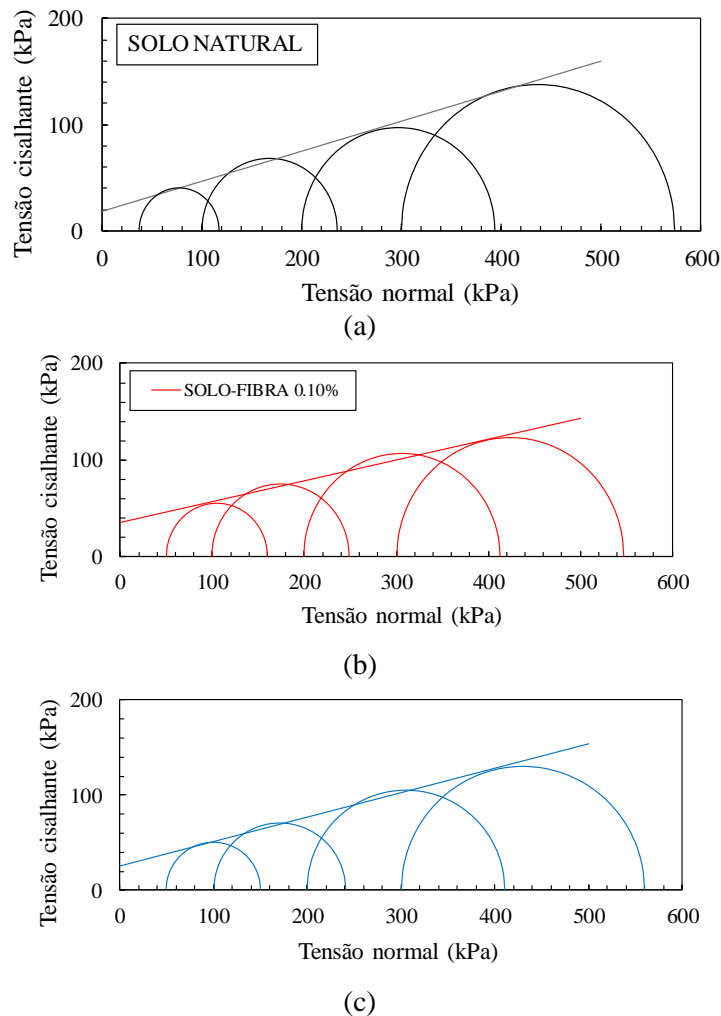 SOLO NATURAL
Tensão cisalhante (kPa)
200
100
0
0 100 200 300 400 500 600
Tensão normal (kPa)
(a)
SOLO-FIBRA 0.10%
Tensão cisalhante (kPa)
200
100
0
0 100 200 300 400 500 600
Tensão normal (kPa)
(b)
Tensão cisalhante (kPa)
200
100
0
0 100 200 300 400 500 600
Tensão normal (kPa)
(c)